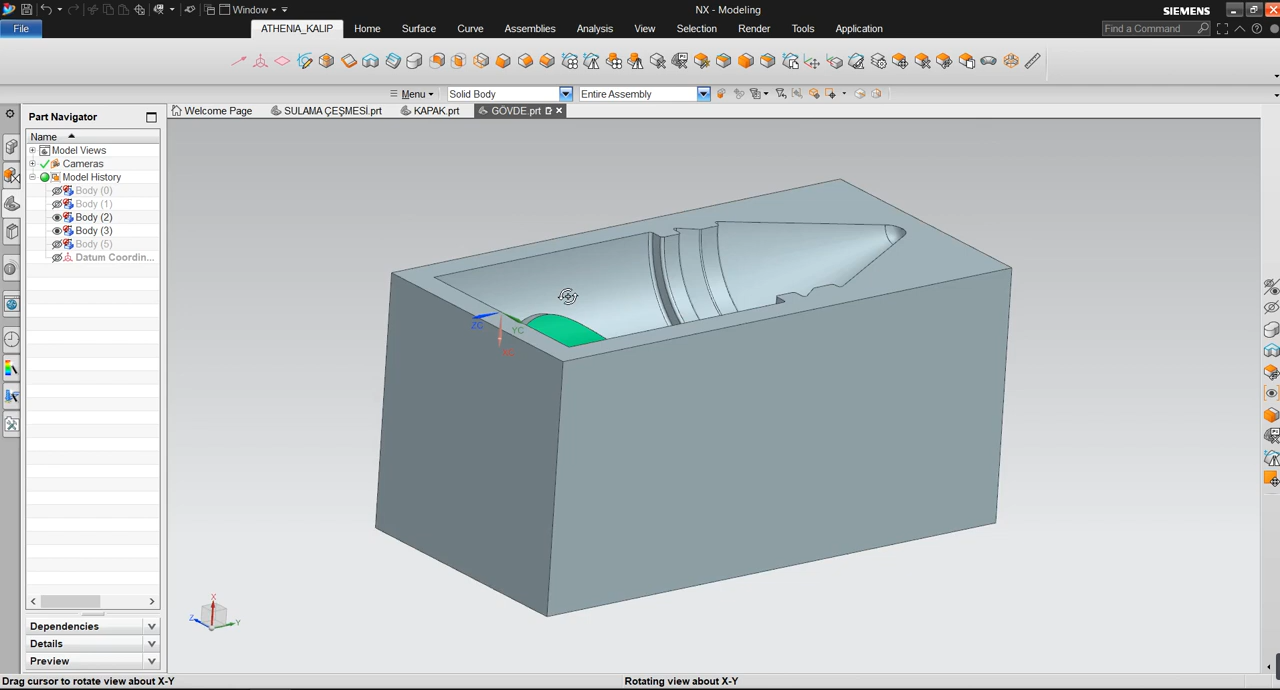 Window
NX - Modeling
SIEMENS
File
ATHENIA_KALIP
Home
Surface
Curve
Assemblies
Analysis
View
Selection
Render
Tools
Application
Find a Command
Menu
Solid Body
Entire Assembly
Part Navigator
Welcome Page
SULAMA ÇEŞMESİ.prt
KAPAK.prt
GÖVDE.prt
Name
Model Views
Cameras
Model History
Body (0)
Body (1)
Body (2)
Body (3)
Body (5)
Datum Coordin...
ZC
YC
X
Z
Y
Dependencies
Details
Preview
Drag cursor to rotate view about X-Y
Rotating view about X-Y